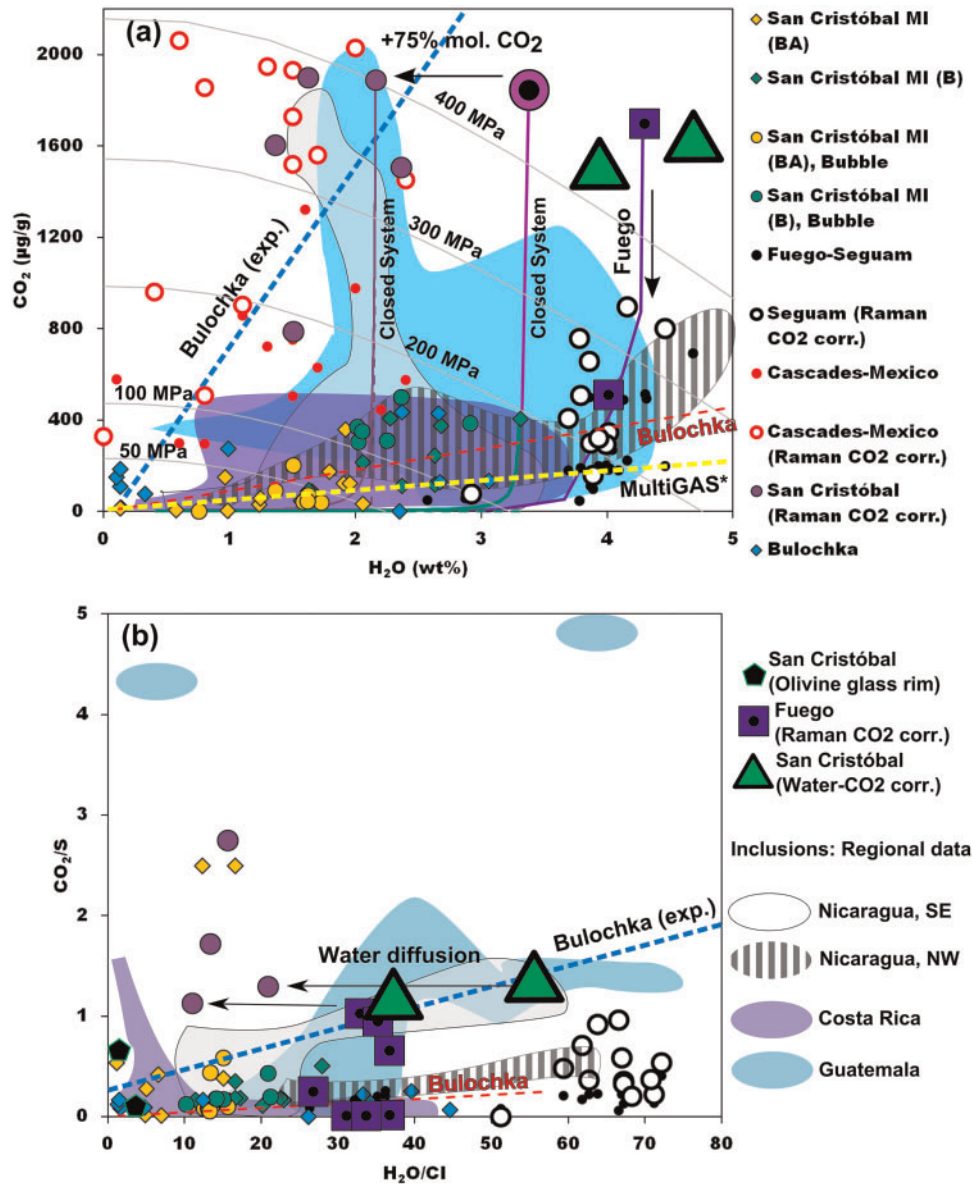 (a)
+75% mol. CO2
400 MPa
300 MPa
200 MPa
100 MPa
50 MPa
Bulochka (exp.)
Closed System
Closed System
Fuego
Bulochka
MultiGAS*
2000
1600
1200
800
400
0
CO₂ (µg/g)
0
1
2
3
4
5
H₂O (wt%)
San Cristóbal MI
(BA)
San Cristóbal MI (B)
San Cristóbal MI
(BA), Bubble
San Cristóbal MI
(B), Bubble
Fuego-Seguam
Seguam (Raman
CO2 corr.)
Cascades-Mexico
Cascades-Mexico
(Raman CO2 corr.)
San Cristóbal
(Raman CO2 corr.)
Bulochka
(b)
5
4
3
2
1
0
CO₂/S
Water diffusion
Bulochka (exp.)
Bulochka
0
10
20
30
40
50
60
70
80
H₂O/Cl
San Cristóbal
(Olivine glass rim)
Fuego
(Raman CO2 corr.)
San Cristóbal
(Water-CO2 corr.)
Inclusions: Regional data
Nicaragua, SE
Nicaragua, NW
Costa Rica
Guatemala